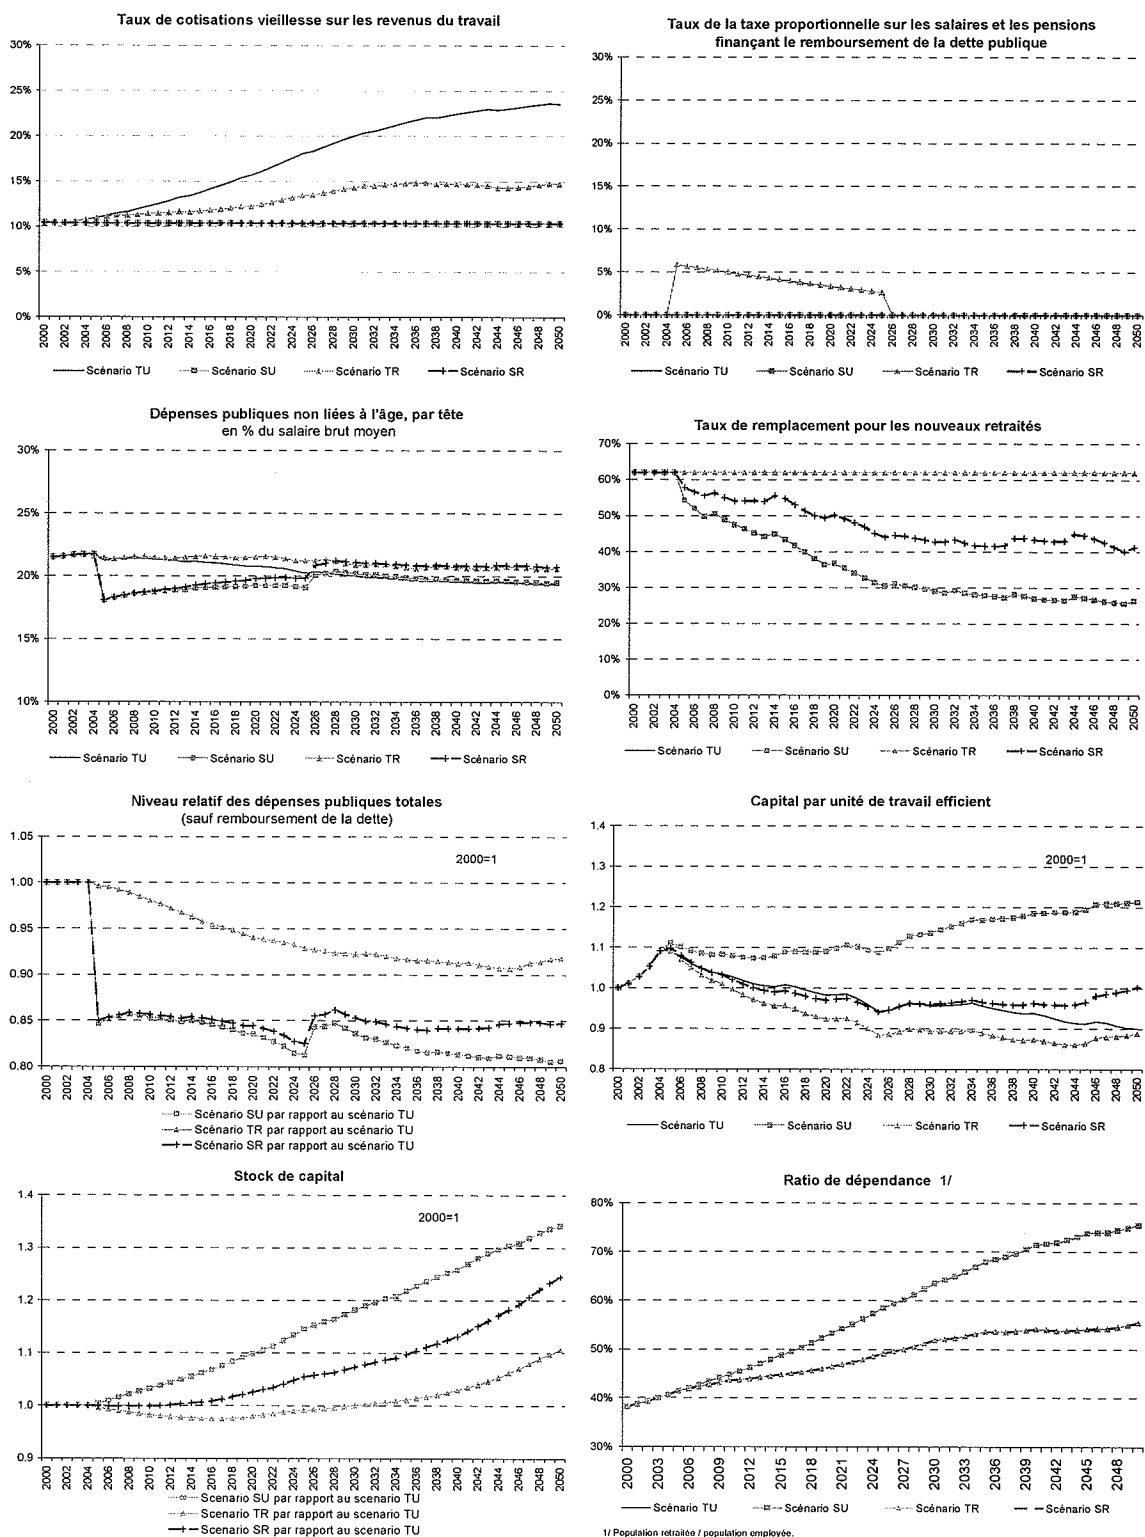 Taux de cotisations vieillesse sur les revenus du travail
30%
25%
20%
15%
10%
5%
0%
2000 2002 2004 2006 2008 2010 2012 2014 2016 2018 2020 2022 2024 2026 2028 2030 2032 2034 2036 2038 2040 2042 2044 2046 2048 2050
Scénario TU Scénario SU Scénario TR Scénario SR
Taux de la taxe proportionnelle sur les salaires et les pensions
finançant le remboursement de la dette publique
30%
25%
20%
15%
10%
5%
0%
2000 2002 2004 2006 2008 2010 2012 2014 2016 2018 2020 2022 2024 2026 2028 2030 2032 2034 2036 2038 2040 2042 2044 2046 2048 2050
Scénario TU Scénario SU Scénario TR Scénario SR
Dépenses publiques non liées à l'âge, par tête
en % du salaire brut moyen
30%
25%
20%
15%
10%
2000 2002 2004 2006 2008 2010 2012 2014 2016 2018 2020 2022 2024 2026 2028 2030 2032 2034 2036 2038 2040 2042 2044 2046 2048 2050
Scénario TU Scénario SU Scénario TR Scénario SR
Taux de remplacement pour les nouveaux retraités
70%
60%
50%
40%
30%
20%
10%
0%
2000 2002 2004 2006 2008 2010 2012 2014 2016 2018 2020 2022 2024 2026 2028 2030 2032 2034 2036 2038 2040 2042 2044 2046 2048 2050
Scénario TU Scénario SU Scénario TR Scénario SR
Niveau relatif des dépenses publiques totales
(sauf remboursement de la dette)
1.05
2000=1
1.00
0.95
0.90
0.85
0.80
2000 2002 2004 2006 2008 2010 2012 2014 2016 2018 2020 2022 2024 2026 2028 2030 2032 2034 2036 2038 2040 2042 2044 2046 2048 2050
Scénario SU par rapport au scénario TU
Scénario TR par rapport au scénario TU
Scénario SR par rapport au scénario TU
Capital par unité de travail efficient
1.4
2000=1
1.3
1.2
1.1
1.0
0.9
0.8
2000 2002 2004 2006 2008 2010 2012 2014 2016 2018 2020 2022 2024 2026 2028 2030 2032 2034 2036 2038 2040 2042 2044 2046 2048 2050
Scénario TU Scénario SU Scénario TR Scénario SR
Stock de capital
1.4
2000=1
1.3
1.2
1.1
1.0
0.9
2000 2002 2004 2006 2008 2010 2012 2014 2016 2018 2020 2022 2024 2026 2028 2030 2032 2034 2036 2038 2040 2042 2044 2046 2048 2050
Scenario SU par rapport au scenario TU
Scenario TR par rapport au scenario TU
Scenario SR par rapport au scenario TU
Ratio de dépendance 1/
80%
70%
60%
50%
40%
30%
2000 2003 2006 2009 2012 2015 2018 2021 2024 2027 2030 2033 2036 2039 2042 2045 2048
Scénario TU Scénario SU Scénario TR Scénario SR
1/ Population retraitée / population employée.